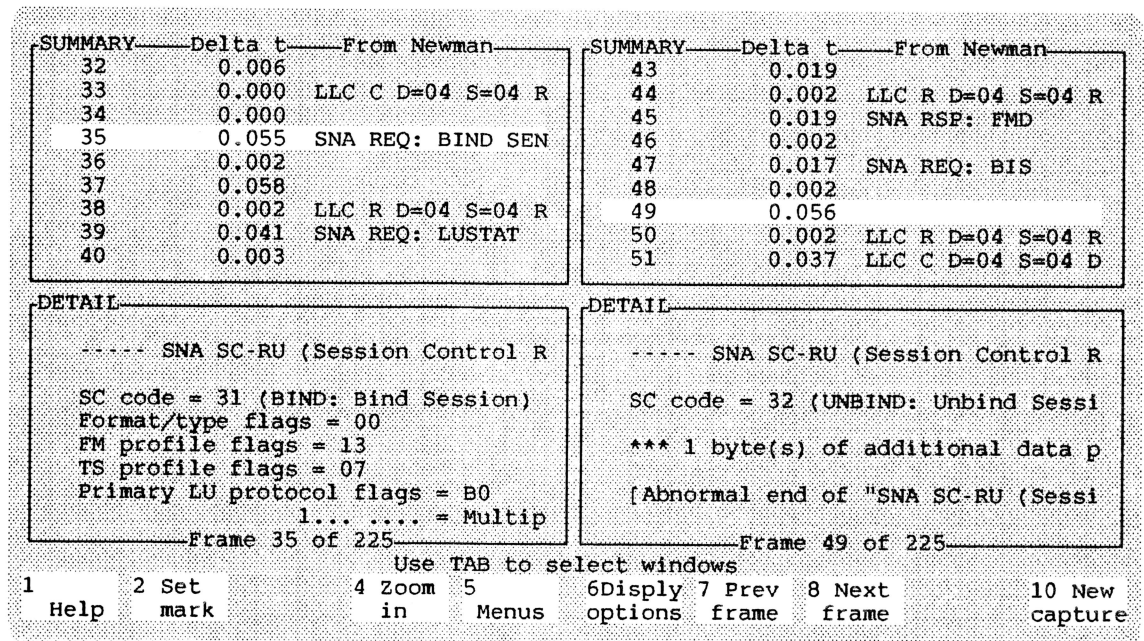 SUMMARY Delta t From Newman
32 0.006
33 0.000 LLC C D=04 S=04 R
34 0.000
35 0.055 SNA REQ: BIND SEN
36 0.002
37 0.058
38 0.002 LLC R D=04 S=04 R
39 0.041 SNA REQ: LUSTAT
40 0.003
SUMMARY Delta t From Newman
43 0.019
44 0.002 LLC R D=04 S=04 R
45 0.019 SNA RSP: FMD
46 0.002
47 0.017 SNA REQ: BIS
48 0.002
49 0.056
50 0.002 LLC R D=04 S=04 R
51 0.037 LLC C D=04 S=04 D
DETAIL
----- SNA SC-RU (Session Control R
SC code = 31 (BIND: Bind Session)
Format/type flags = 00
FM profile flags = 13
TS profile flags = 07
Primary LU protocol flags = B0
1... .... = Multip
Frame 35 of 225
DETAIL
----- SNA SC-RU (Session Control R
SC code = 32 (UNBIND: Unbind Sessi
*** 1 byte(s) of additional data p
[Abnormal end of "SNA SC-RU (Sessi
Frame 49 of 225
Use TAB to select windows
1 Help
2 Set mark
4 Zoom in
5 Menus
6Disply options
7 Prev frame
8 Next frame
10 New capture